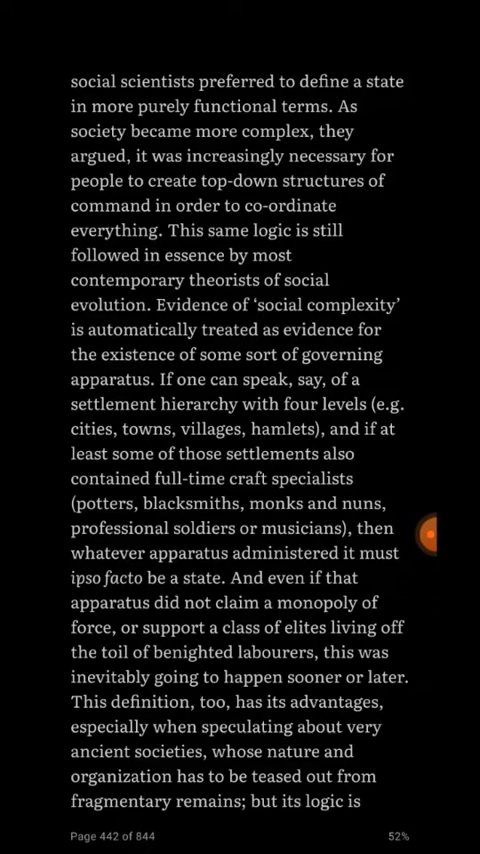 social scientists preferred to define a state
in more purely functional terms. As
society became more complex, they
argued, it was increasingly necessary for
people to create top-down structures of
command in order to co-ordinate
everything. This same logic is still
followed in essence by most
contemporary theorists of social
evolution. Evidence of ‘social complexity’
is automatically treated as evidence for
the existence of some sort of governing
apparatus. If one can speak, say, of a
settlement hierarchy with four levels (e.g.
cities, towns, villages, hamlets), and if at
least some of those settlements also
contained full-time craft specialists
(potters, blacksmiths, monks and nuns,
professional soldiers or musicians), then
whatever apparatus administered it must
ipso facto be a state. And even if that
apparatus did not claim a monopoly of
force, or support a class of elites living off
the toil of benighted labourers, this was
inevitably going to happen sooner or later.
This definition, too, has its advantages,
especially when speculating about very
ancient societies, whose nature and
organization has to be teased out from
fragmentary remains; but its logic is
Page 442 of 844 52%